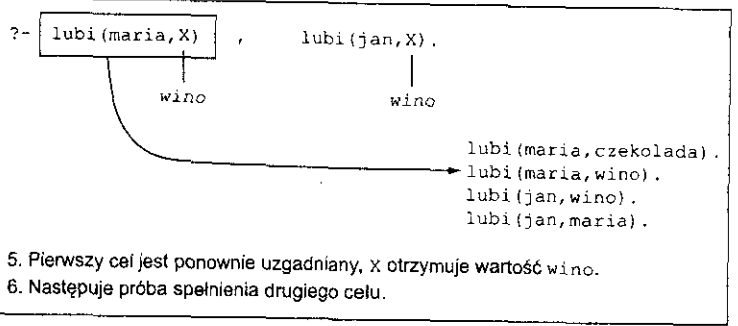 ?- lubi(maria,X) , lubi(jan,X).
wino wino
lubi(maria,czekolada).
lubi(maria,wino).
lubi(jan,wino).
lubi(jan,maria).
5. Pierwszy cel jest ponownie uzgadniany, X otrzymuje wartość wino.
6. Następuje próba spełnienia drugiego celu.